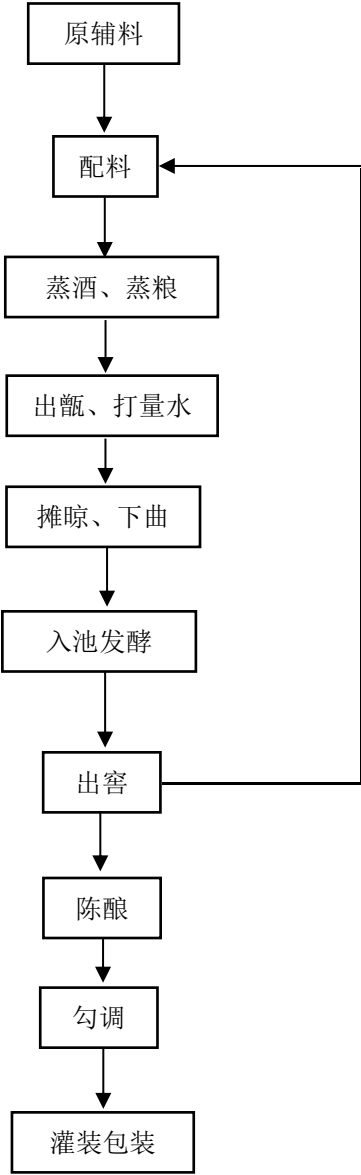 原辅料
配料
蒸酒、蒸粮
出甑、打量水
摊晾、下曲
入池发酵
出窖
陈酿
勾调
灌装包装